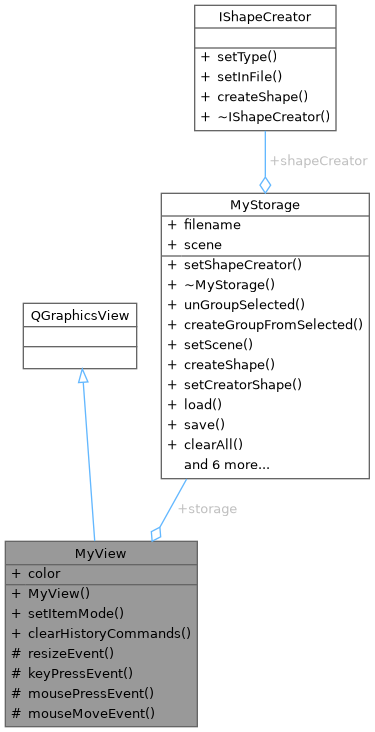 IShapeCreator
+ setType()
+ setInFile()
+ createShape()
+ ~IShapeCreator()
+shapeCreator
MyStorage
+ filename
+ scene
+ setShapeCreator()
+ ~MyStorage()
+ unGroupSelected()
+ createGroupFromSelected()
+ setScene()
+ createShape()
+ setCreatorShape()
+ load()
+ save()
+ clearAll()
and 6 more...
QGraphicsView
+storage
MyView
+ color
+ MyView()
+ setItemMode()
+ clearHistoryCommands()
# resizeEvent()
# keyPressEvent()
# mousePressEvent()
# mouseMoveEvent()